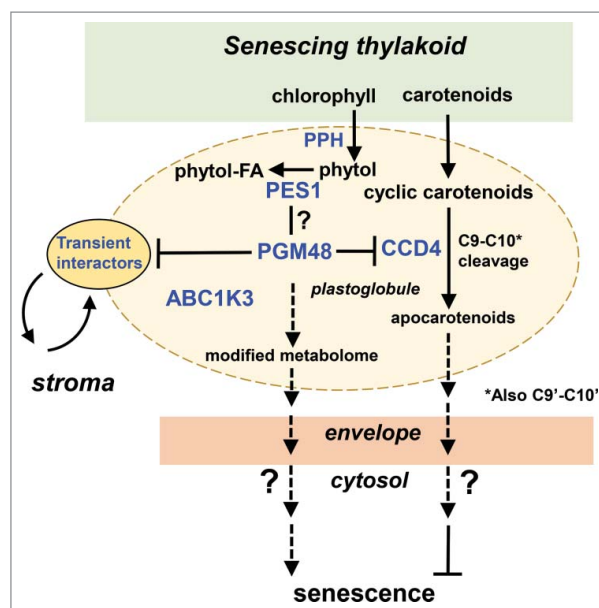 Senescing thylakoid
chlorophyll carotenoids
PPH
phytol-FA phytol
PES1
cyclic carotenoids
?
Transient
interactors
PGM48 CCD4
C9-C10*
cleavage
ABC1K3
plastoglobule
apocarotenoids
modified metabolome
stroma
*Also C9’-C10’
envelope
? cytosol ?
senescence